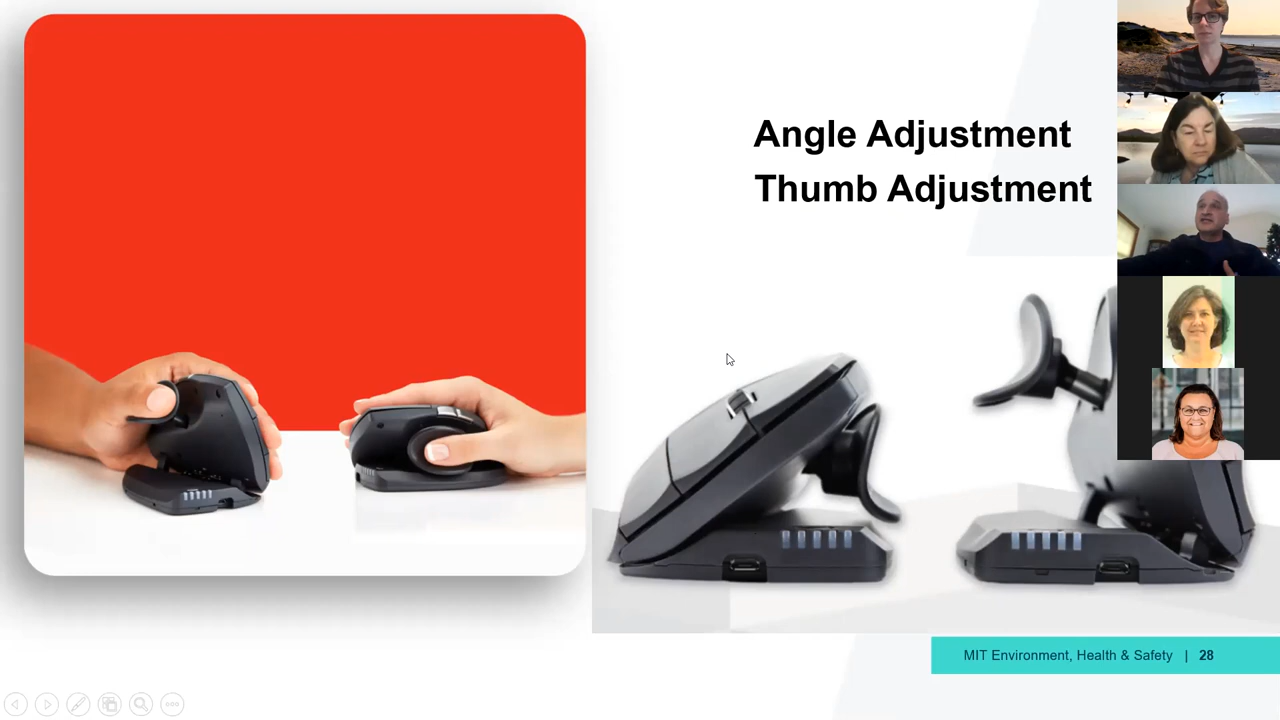 Angle Adjustment
Thumb Adjustment
MIT Environment, Health & Safety | 28